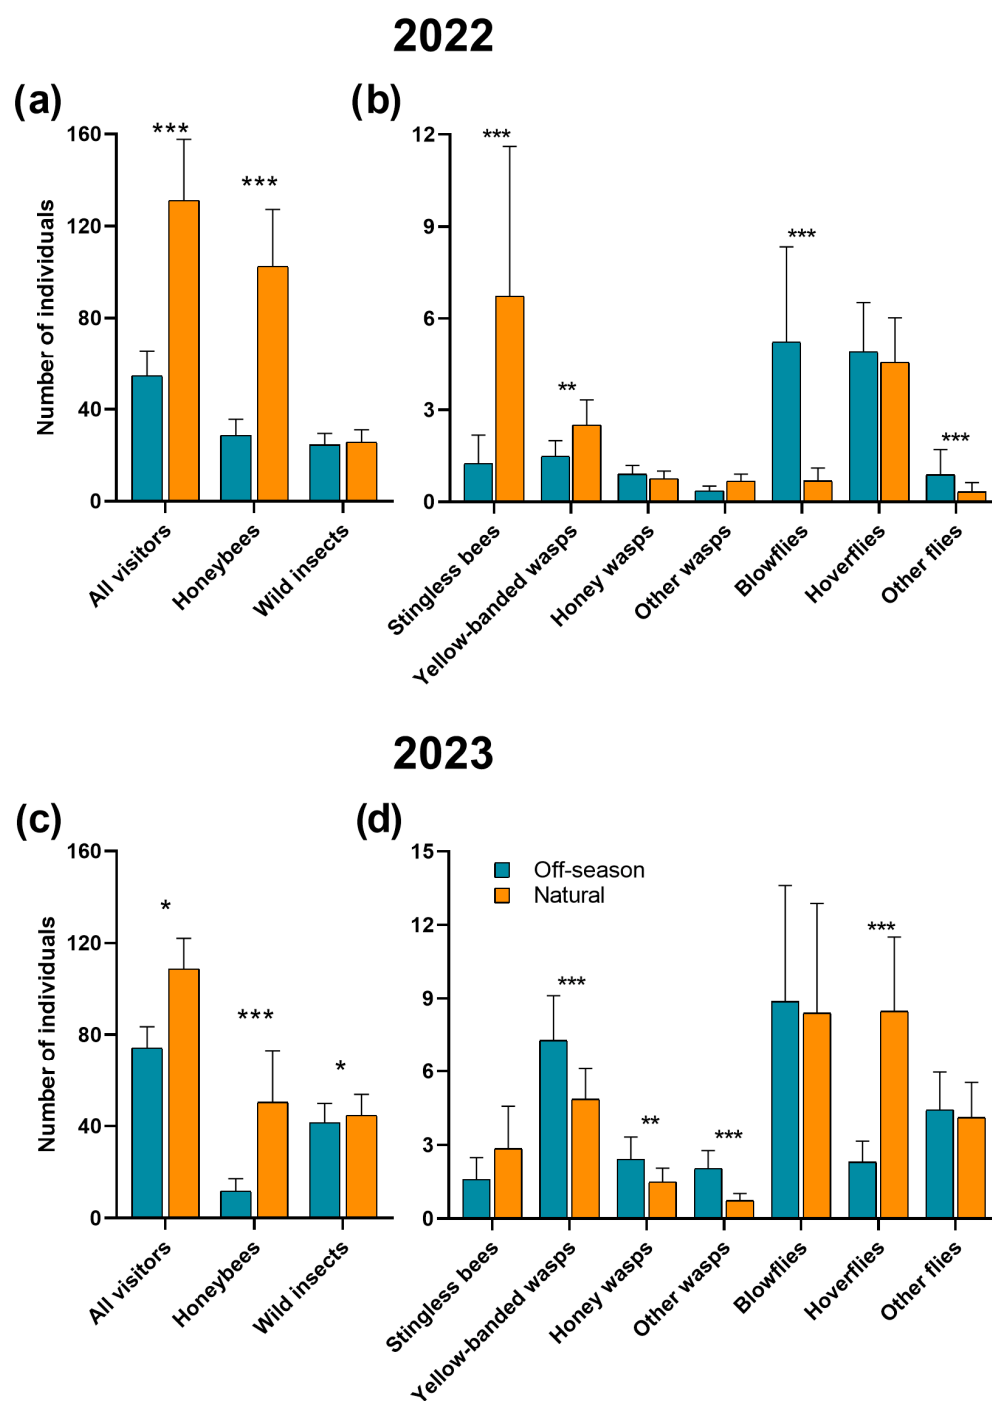 2022
(a)
(b)
160
120
80
40
0
Number of individuals
***
***
All visitors
Honeybees
Wild insects
12
9
6
3
0
***
**
***
***
Stingless bees
Yellow-banded wasps
Honey wasps
Other wasps
Blowflies
Hoverflies
Other flies
2023
(c)
(d)
160
120
80
40
0
Number of individuals
*
***
*
All visitors
Honeybees
Wild insects
15
12
9
6
3
0
Off-season
Natural
***
**
***
***
Stingless bees
Yellow-banded wasps
Honey wasps
Other wasps
Blowflies
Hoverflies
Other flies